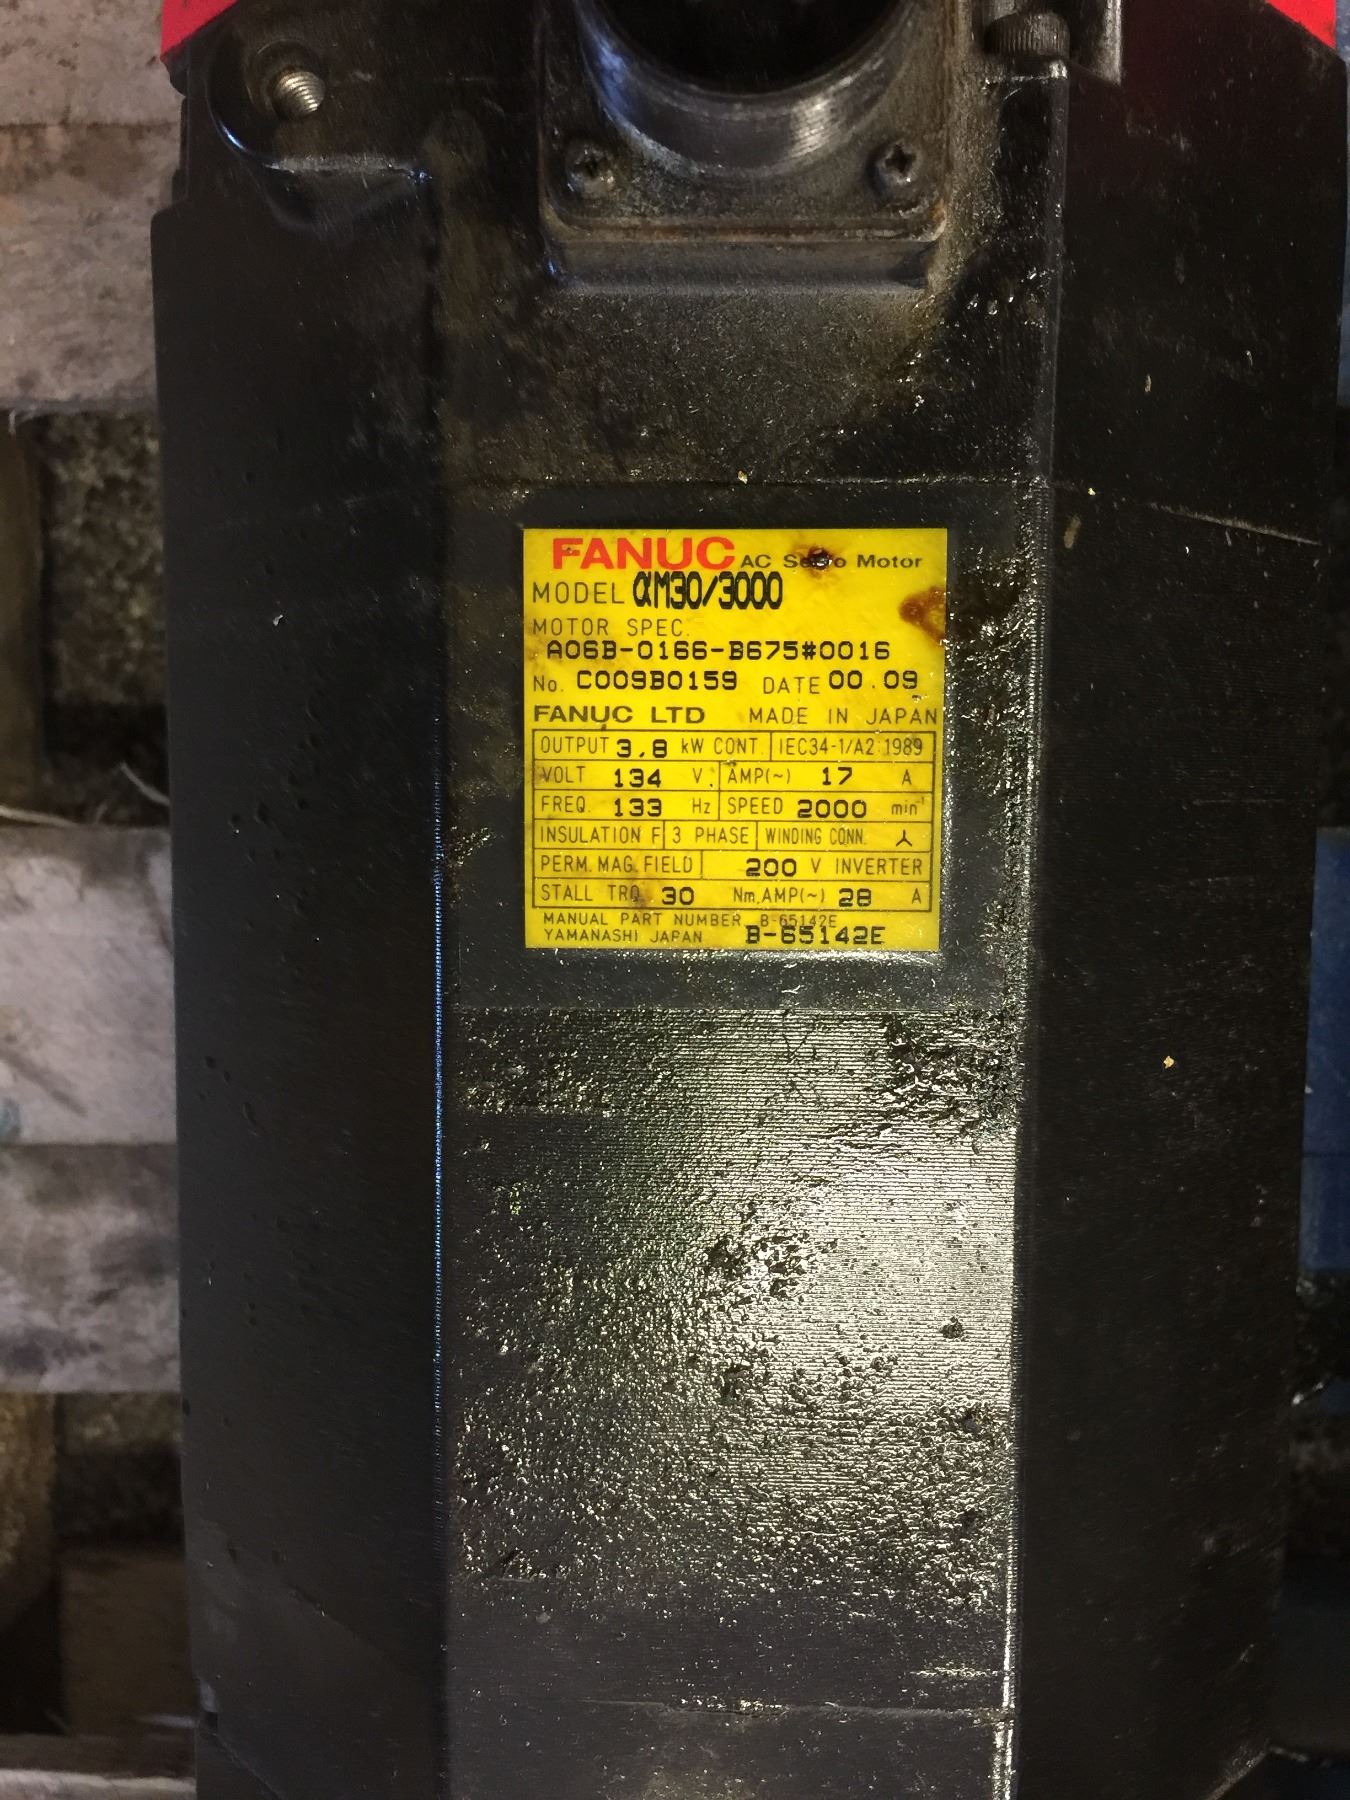 FANUC AC Servo Motor
MODEL αM30/3000
MOTOR SPEC.
A06B-0166-B675#0016
No. C009B0159 DATE 00.09
FANUC LTD MADE IN JAPAN
OUTPUT 3.8 kW CONT. IEC34-1/A2:1989
VOLT 134 V. AMP(~) 17 A
FREQ. 133 Hz SPEED 2000 min⁻¹
INSULATION F 3 PHASE WINDING CONN.
PERM. MAG. FIELD 200 V INVERTER
STALL TRQ. 30 Nm, AMP(~) 28 A
MANUAL PART NUMBER B-65142E
YAMANASHI JAPAN B-65142E